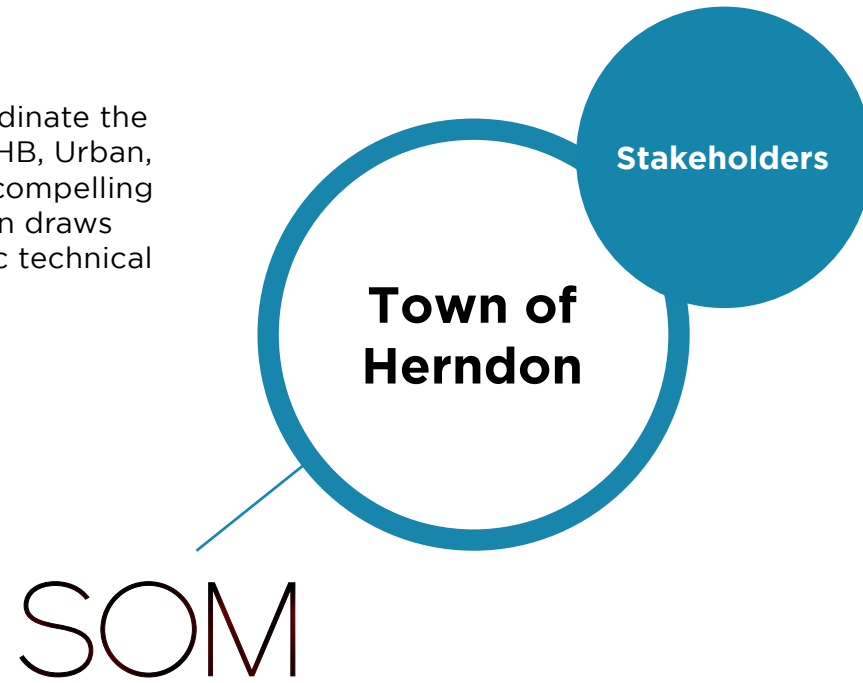 dinate the
HB, Urban,
compelling
n draws
c technical
Stakeholders
Town of
Herndon
SOM